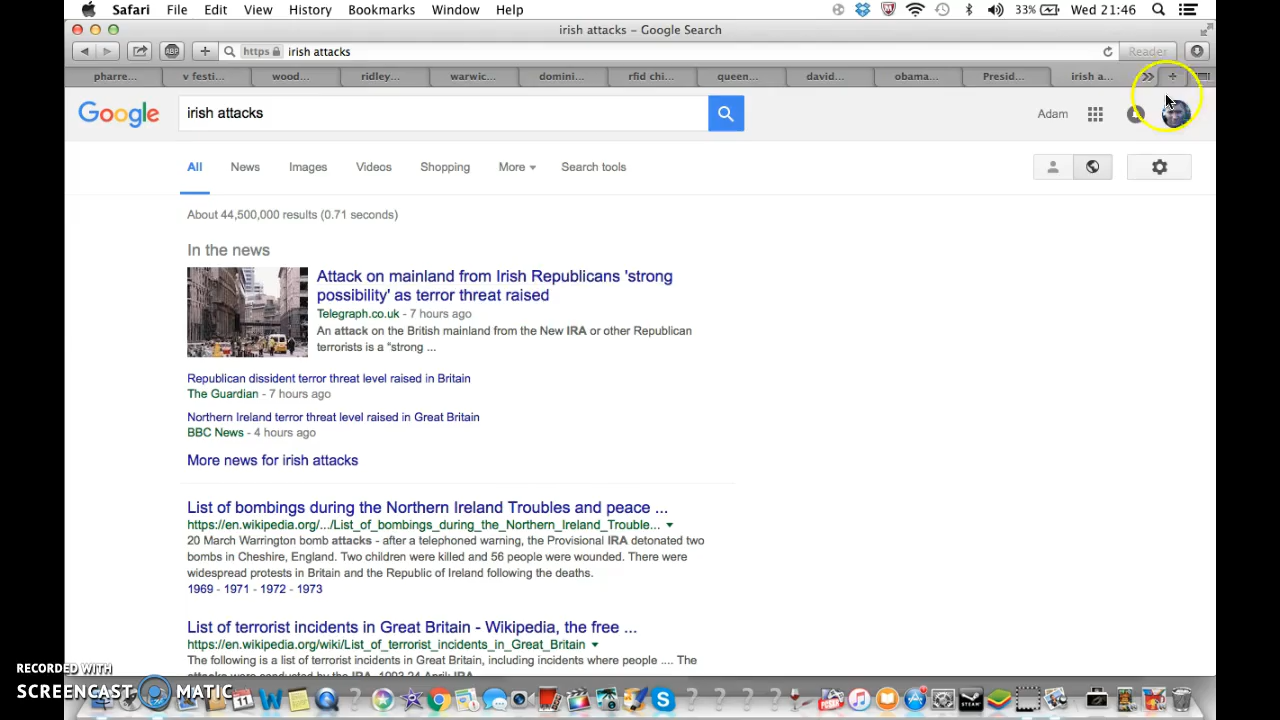 Safari File Edit View History Bookmarks Window Help 33% Wed 21:46
irish attacks – Google Search
ABP + https irish attacks Reader
pharre... v festi... wood... ridley... warwic... domini... rfid chi... queen... david... obama... Presid... irish a... » +
Google irish attacks Adam
All News Images Videos Shopping More Search tools
About 44,500,000 results (0.71 seconds)
In the news
Attack on mainland from Irish Republicans 'strong
possibility' as terror threat raised
Telegraph.co.uk - 7 hours ago
An attack on the British mainland from the New IRA or other Republican
terrorists is a "strong ...
Republican dissident terror threat level raised in Britain
The Guardian - 7 hours ago
Northern Ireland terror threat level raised in Great Britain
BBC News - 4 hours ago
More news for irish attacks
List of bombings during the Northern Ireland Troubles and peace ...
https://en.wikipedia.org/.../List_of_bombings_during_the_Northern_Ireland_Trouble...
20 March Warrington bomb attacks - after a telephoned warning, the Provisional IRA detonated two
bombs in Cheshire, England. Two children were killed and 56 people were wounded. There were
widespread protests in Britain and the Republic of Ireland following the deaths.
1969 - 1971 - 1972 - 1973
List of terrorist incidents in Great Britain - Wikipedia, the free ...
https://en.wikipedia.org/wiki/List_of_terrorist_incidents_in_Great_Britain
The following is a list of terrorist incidents in Great Britain, including incidents where people .... The
attacks were conducted by the IRA. 1993 24 April. IRA
RECORDED WITH
SCREENCAST MATIC